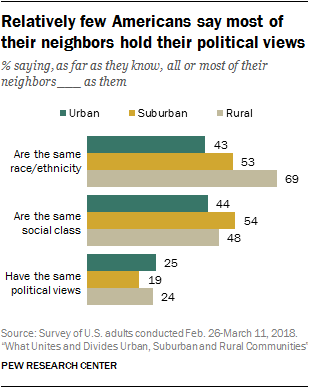 Relatively few Americans say most of
their neighbors hold their political views
% saying, as far as they know, all or most of their
neighbors ___ as them
Urban Suburban Rural
Are the same
race/ethnicity
43
53
69
Are the same
social class
44
54
48
Have the same
political views
25
19
24
Source: Survey of U.S. adults conducted Feb. 26-March 11, 2018.
“What Unites and Divides Urban, Suburban and Rural Communities’
PEW RESEARCH CENTER